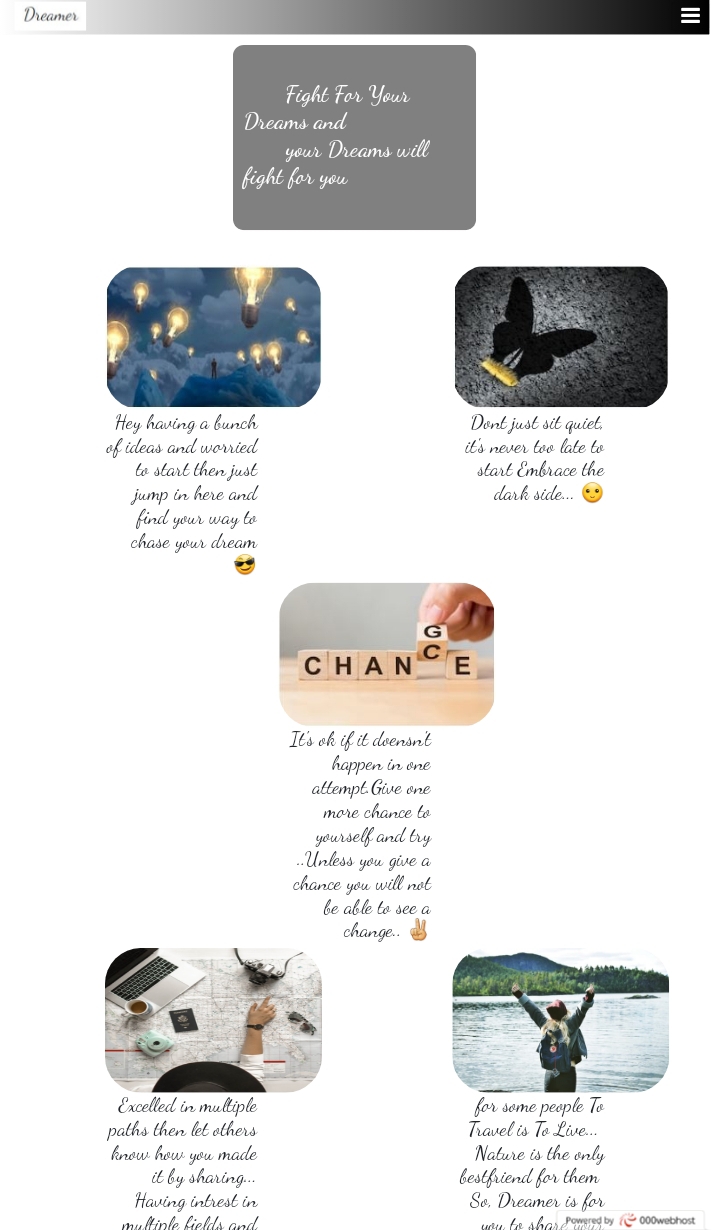 Dreamer
Fight For Your
Dreams and
your Dreams will
fight for you
Hey having a bunch
of ideas and worried
to start then just
jump in here and
find your way to
chase your dream
😎
Dont just sit quiet,
it's never too late to
start Embrace the
dark side... 🙂
G
CHANCE
It's ok if it doensn't
happen in one
attempt.Give one
more chance to
yourself and try
..Unless you give a
chance you will not
be able to see a
change.. ✌
Excelled in multiple
paths then let others
know how you made
it by sharing...
Having intrest in
multiple fields and
for some people To
Travel is To Live...
Nature is the only
bestfriend for them
So, Dreamer is for
you to share your
Powered by 000webhost